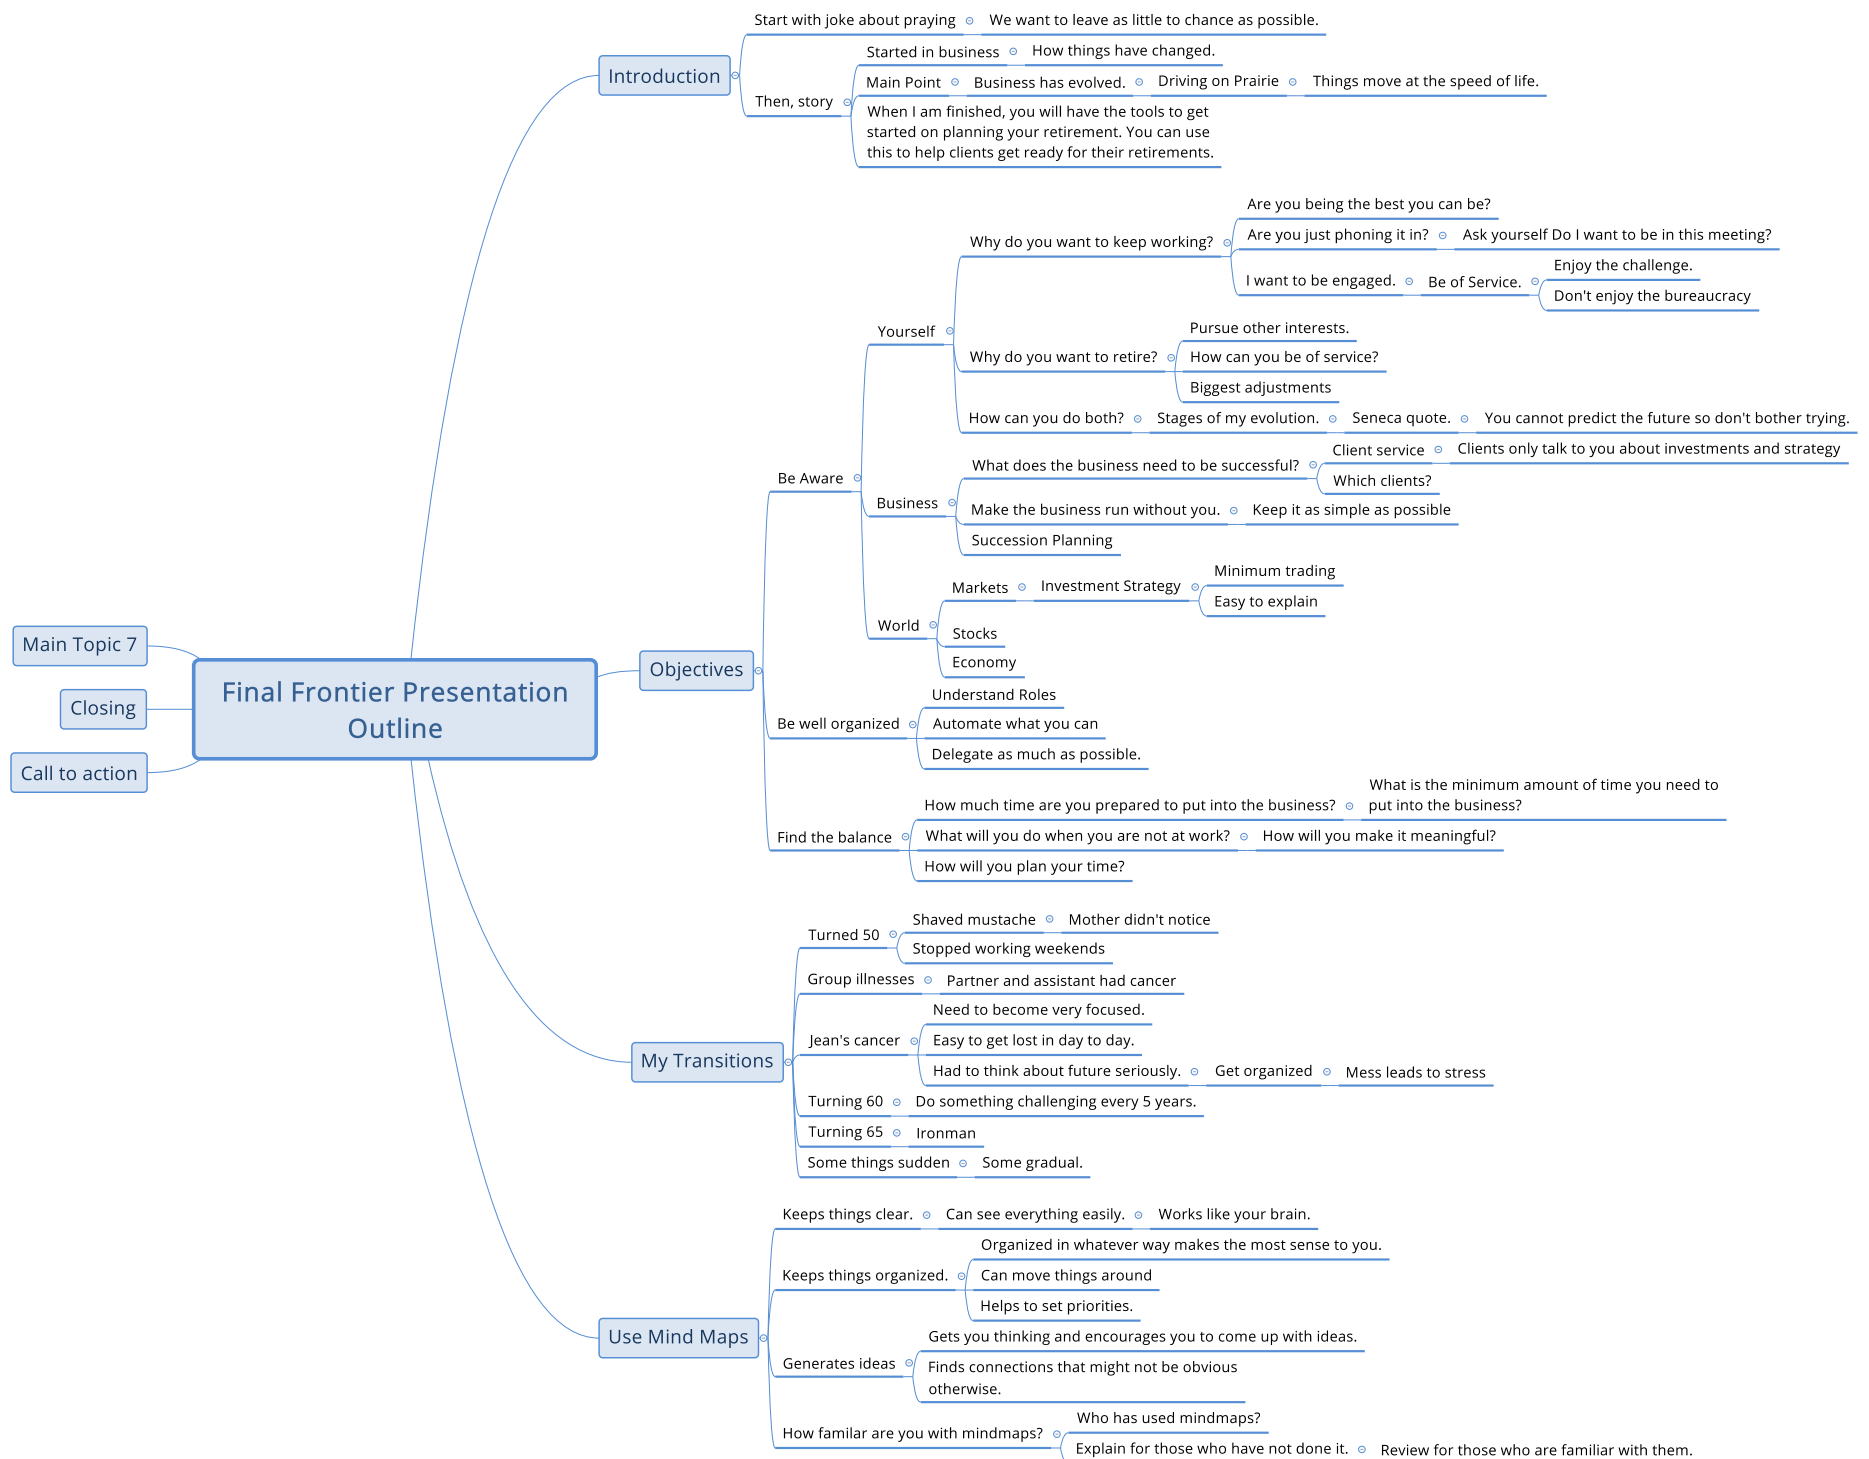 Start with joke about praying
We want to leave as little to chance as possible.
Introduction
Started in business
How things have changed.
Main Point
Business has evolved.
Driving on Prairie
Things move at the speed of life.
Then, story
When I am finished, you will have the tools to get
started on planning your retirement. You can use
this to help clients get ready for their retirements.
Are you being the best you can be?
Why do you want to keep working?
Are you just phoning it in?
Ask yourself Do I want to be in this meeting?
I want to be engaged.
Be of Service.
Enjoy the challenge.
Don't enjoy the bureaucracy
Yourself
Pursue other interests.
Why do you want to retire?
How can you be of service?
Biggest adjustments
How can you do both?
Stages of my evolution.
Seneca quote.
You cannot predict the future so don't bother trying.
Be Aware
What does the business need to be successful?
Client service
Clients only talk to you about investments and strategy
Which clients?
Business
Make the business run without you.
Keep it as simple as possible
Succession Planning
Markets
Investment Strategy
Minimum trading
Easy to explain
World
Stocks
Economy
Main Topic 7
Closing
Call to action
Final Frontier Presentation
Outline
Objectives
Understand Roles
Be well organized
Automate what you can
Delegate as much as possible.
How much time are you prepared to put into the business?
What is the minimum amount of time you need to
put into the business?
Find the balance
What will you do when you are not at work?
How will you make it meaningful?
How will you plan your time?
Turned 50
Shaved mustache
Mother didn't notice
Stopped working weekends
Group illnesses
Partner and assistant had cancer
Need to become very focused.
Jean's cancer
Easy to get lost in day to day.
Had to think about future seriously.
Get organized
Mess leads to stress
My Transitions
Turning 60
Do something challenging every 5 years.
Turning 65
Ironman
Some things sudden
Some gradual.
Keeps things clear.
Can see everything easily.
Works like your brain.
Organized in whatever way makes the most sense to you.
Keeps things organized.
Can move things around
Helps to set priorities.
Use Mind Maps
Gets you thinking and encourages you to come up with ideas.
Generates ideas
Finds connections that might not be obvious
otherwise.
How familar are you with mindmaps?
Who has used mindmaps?
Explain for those who have not done it.
Review for those who are familiar with them.